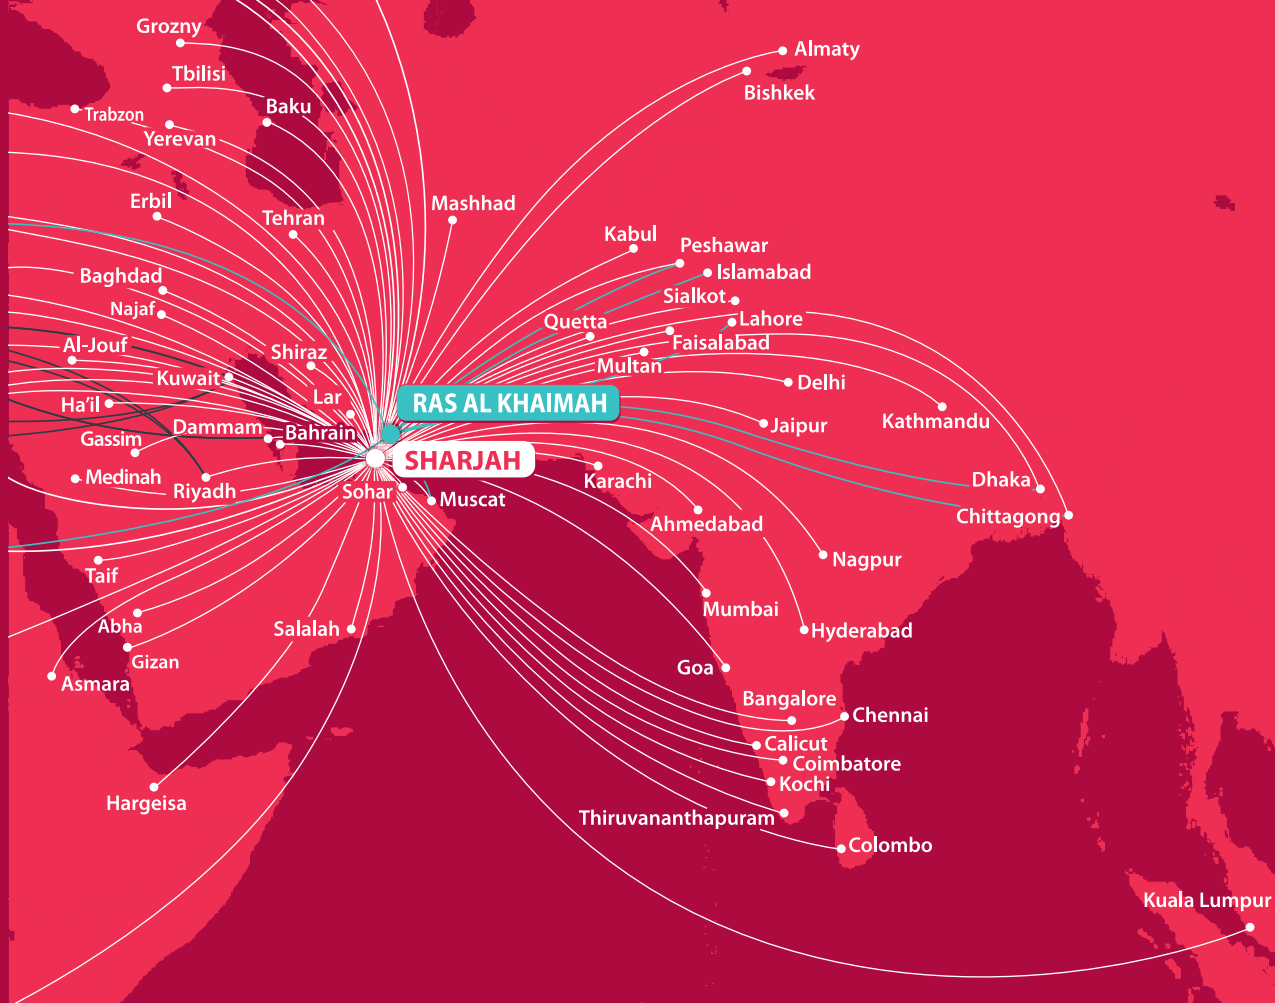 Grozny
Almaty
Tbilisi
Bishkek
Baku
Trabzon
Yerevan
Erbil
Mashhad
Tehran
Kabul
Peshawar
Islamabad
Baghdad
Sialkot
Najaf
Quetta
Lahore
Al-Jouf
Faisalabad
Shiraz
Multan
Kuwait
Delhi
Lar
Ha'il
RAS AL KHAIMAH
Kathmandu
Dammam
Jaipur
Bahrain
Gassim
SHARJAH
Medinah
Karachi
Dhaka
Riyadh
Sohar
Muscat
Chittagong
Ahmedabad
Nagpur
Taif
Mumbai
Abha
Salalah
Hyderabad
Gizan
Goa
Asmara
Bangalore
Chennai
Calicut
Coimbatore
Kochi
Hargeisa
Thiruvananthapuram
Colombo
Kuala Lumpur